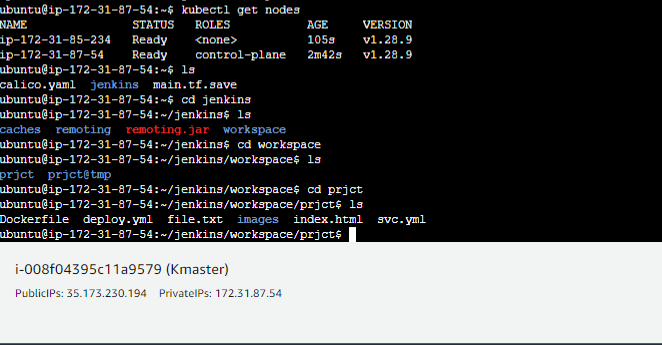 ubuntu@ip-172-31-87-54:~$ kubectl get nodes
NAME STATUS ROLES AGE VERSION
ip-172-31-85-234 Ready <none> 105s v1.28.9
ip-172-31-87-54 Ready control-plane 2m42s v1.28.9
ubuntu@ip-172-31-87-54:~$ ls
calico.yaml jenkins main.tf.save
ubuntu@ip-172-31-87-54:~$ cd jenkins
ubuntu@ip-172-31-87-54:~/jenkins$ ls
caches remoting remoting.jar workspace
ubuntu@ip-172-31-87-54:~/jenkins$ cd workspace
ubuntu@ip-172-31-87-54:~/jenkins/workspace$ ls
prjct prjct@tmp
ubuntu@ip-172-31-87-54:~/jenkins/workspace$ cd prjct
ubuntu@ip-172-31-87-54:~/jenkins/workspace/prjct$ ls
Dockerfile deploy.yml file.txt images index.html svc.yml
ubuntu@ip-172-31-87-54:~/jenkins/workspace/prjct$
i-008f04395c11a9579 (Kmaster)
PublicIPs: 35.173.230.194 PrivateIPs: 172.31.87.54